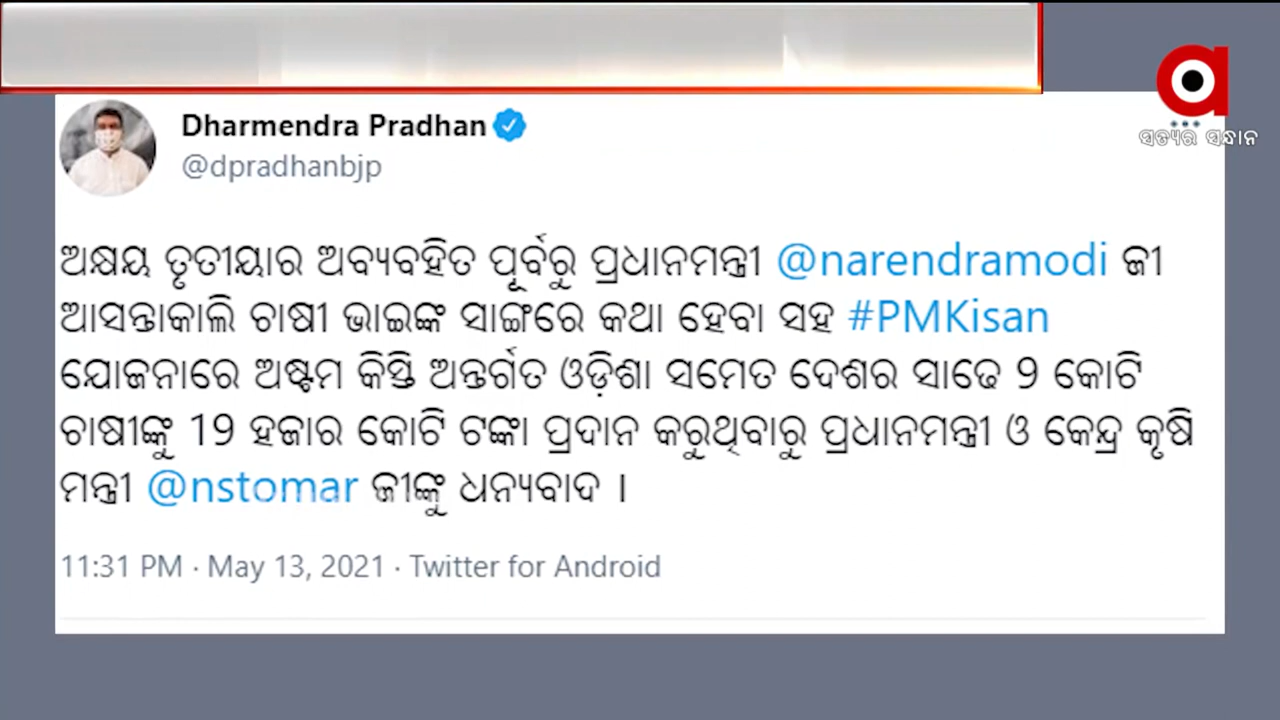 Dharmendra Pradhan
@dpradhanbjp
ସତ୍ୟର ସନ୍ଧାନ
ଅକ୍ଷୟ ତୃତୀୟାର ଅବ୍ୟବହିତ ପୂର୍ବରୁ ପ୍ରଧାନମନ୍ତ୍ରୀ @narendramodi ଜୀ
ଆସନ୍ତାକାଲି ଚାଷୀ ଭାଇଙ୍କ ସାଙ୍ଗରେ କଥା ହେବା ସହ #PMKisan
ଯୋଜନାରେ ଅଷ୍ଟମ କିସ୍ତି ଅନ୍ତର୍ଗତ ଓଡ଼ିଶା ସମେତ ଦେଶର ସାଢେ 9 କୋଟି
ଚାଷୀଙ୍କୁ 19 ହଜାର କୋଟି ଟଙ୍କା ପ୍ରଦାନ କରୁଥିବାରୁ ପ୍ରଧାନମନ୍ତ୍ରୀ ଓ କେନ୍ଦ୍ର କୃଷି
ମନ୍ତ୍ରୀ @nstomar ଜୀଙ୍କୁ ଧନ୍ୟବାଦ ।
11:31 PM · May 13, 2021 · Twitter for Android